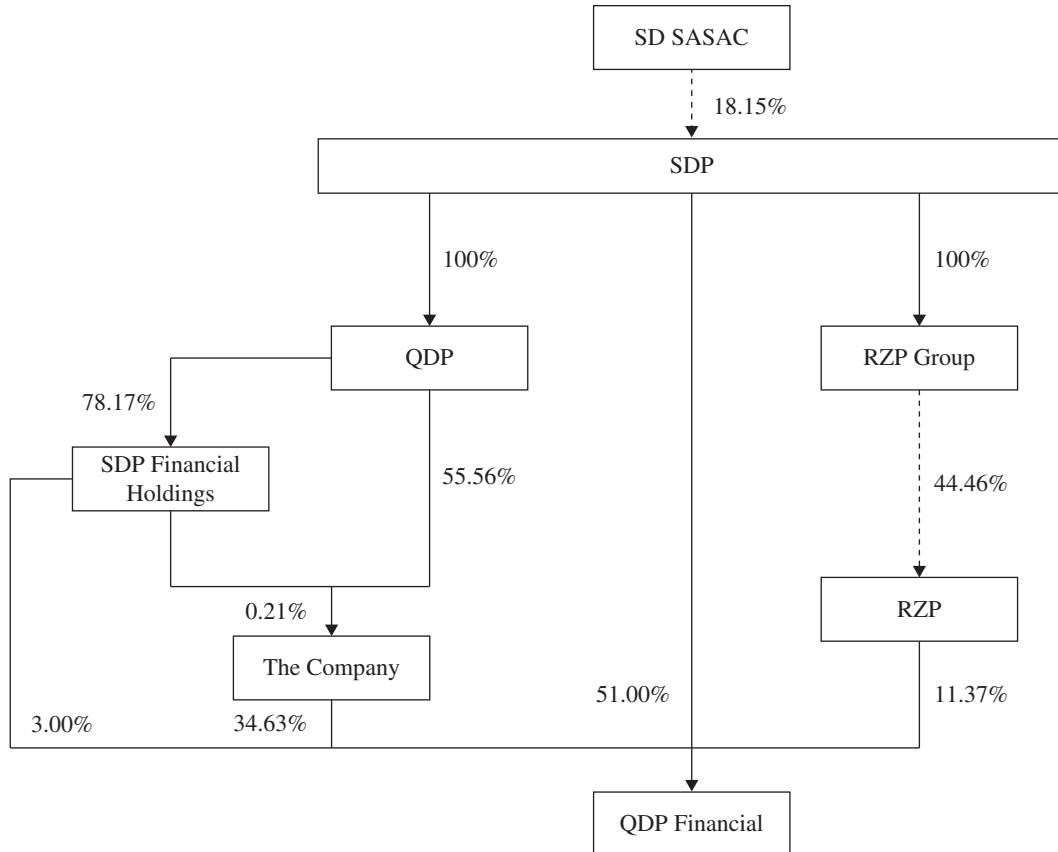 SD SASAC
18.15%
SDP
100%
100%
QDP
RZP Group
78.17%
SDP Financial
Holdings
55.56%
44.46%
0.21%
RZP
The Company
3.00%
34.63%
51.00%
11.37%
QDP Financial